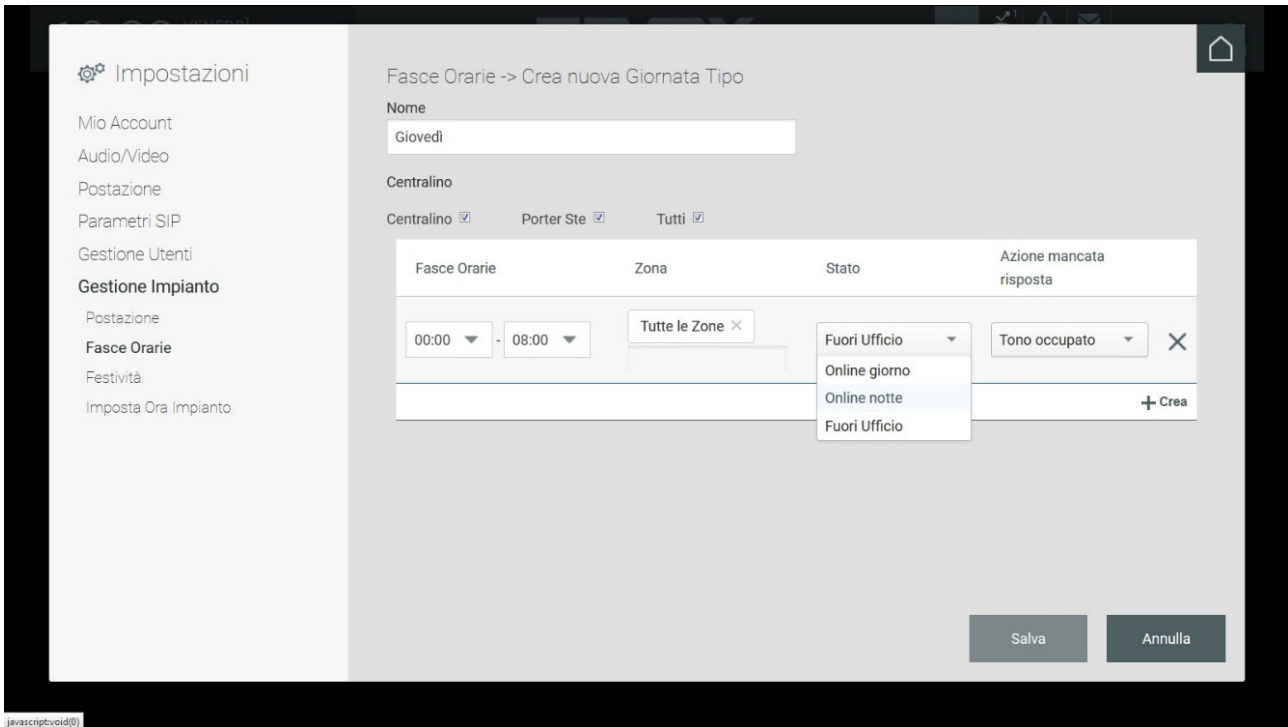 Impostazioni
Mio Account
Audio/Video
Postazione
Parametri SIP
Gestione Utenti
Gestione Impianto
Postazione
Fasce Orarie
Festività
Imposta Ora Impianto
Fasce Orarie -> Crea nuova Giornata Tipo
Nome
Giovedì
Centralino
Centralino Porter Ste Tutti
Fasce Orarie Zona Stato Azione mancata risposta
00:00 - 08:00 Tutte le Zone Fuori Ufficio Tono occupato
Online giorno
Online notte
Fuori Ufficio
+ Crea
Salva Annulla
javascript:void(0)